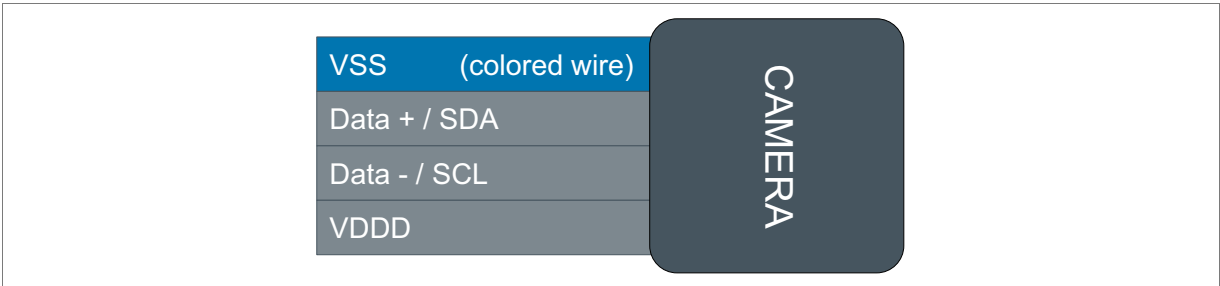 VSS (colored wire)
Data + / SDA
Data - / SCL
VDDD
CAMERA